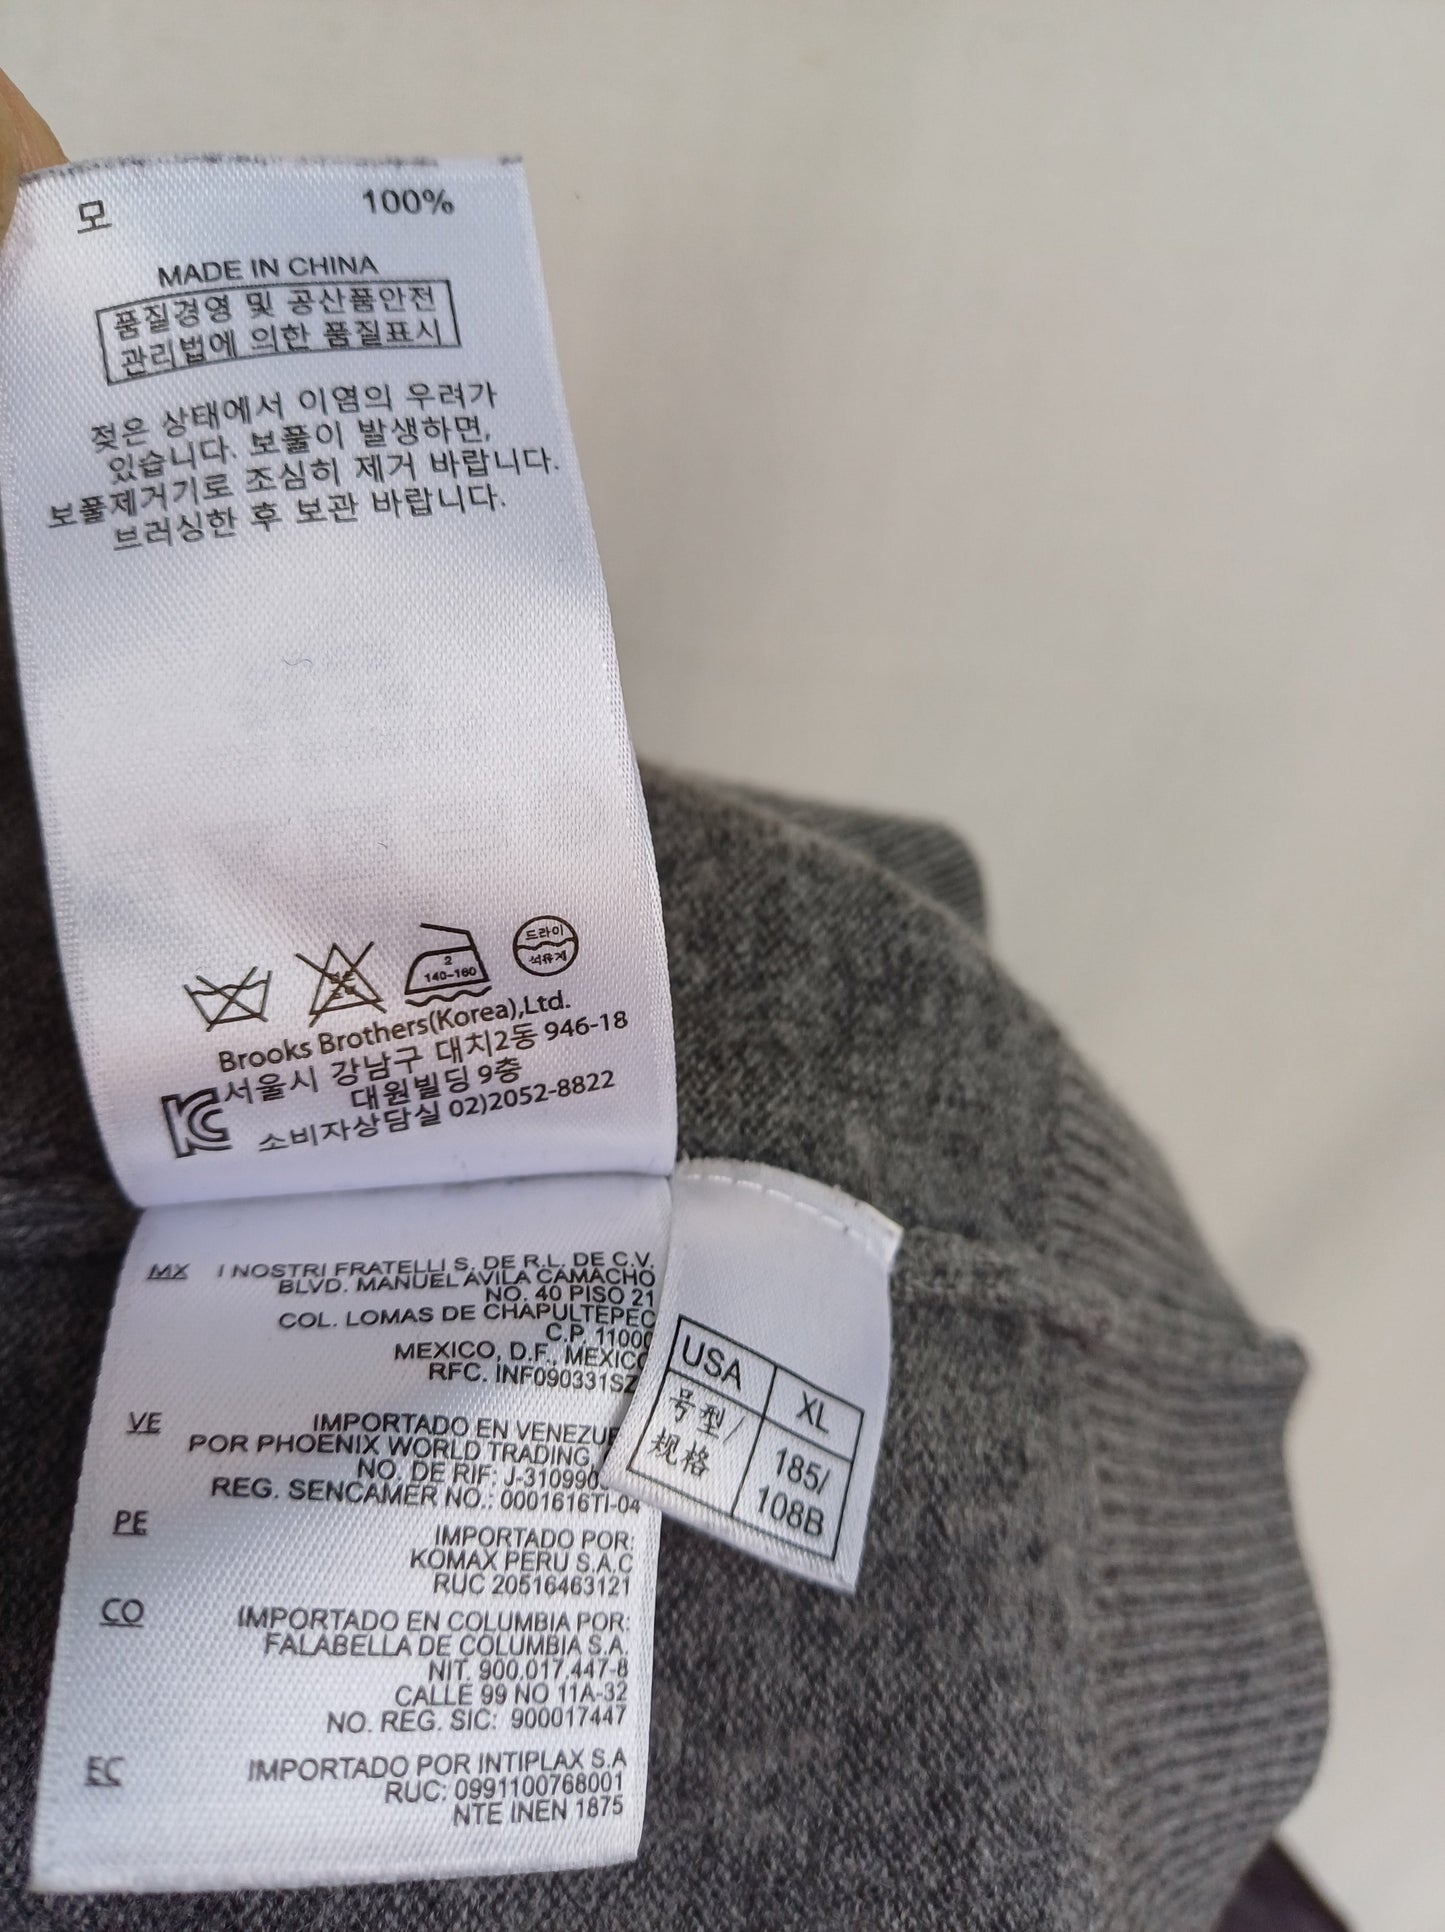 모 100%
MADE IN CHINA
품질경영 및 공산품안전
관리법에 의한 품질표시
젖은 상태에서 이염의 우려가
있습니다. 보풀이 발생하면,
보풀제거기로 조심히 제거 바랍니다.
브러싱한 후 보관 바랍니다.
2
140-160
드라이
석유계
Brooks Brothers(Korea),Ltd.
서울시 강남구 대치2동 946-18
대원빌딩 9층
소비자상담실 02)2052-8822
MX I NOSTRI FRATELLI S. DE R.L. DE C.V.
BLVD. MANUEL AVILA CAMACHO
NO. 40 PISO 21
COL. LOMAS DE CHAPULTEPEC
C.P. 11000
MEXICO, D.F., MEXICO
RFC. INF090331SZ
VE IMPORTADO EN VENEZUE
POR PHOENIX WORLD TRADING,
NO. DE RIF: J-310990
REG. SENCAMER NO.: 0001616TI-04
PE IMPORTADO POR:
KOMAX PERU S.A.C
RUC 20516463121
CO IMPORTADO EN COLUMBIA POR:
FALABELLA DE COLUMBIA S.A.
NIT. 900.017.447-8
CALLE 99 NO 11A-32
NO. REG. SIC: 900017447
EC IMPORTADO POR INTIPLAX S.A
RUC: 0991100768001
NTE INEN 1875
USA XL
号型/
规格
185/
108B